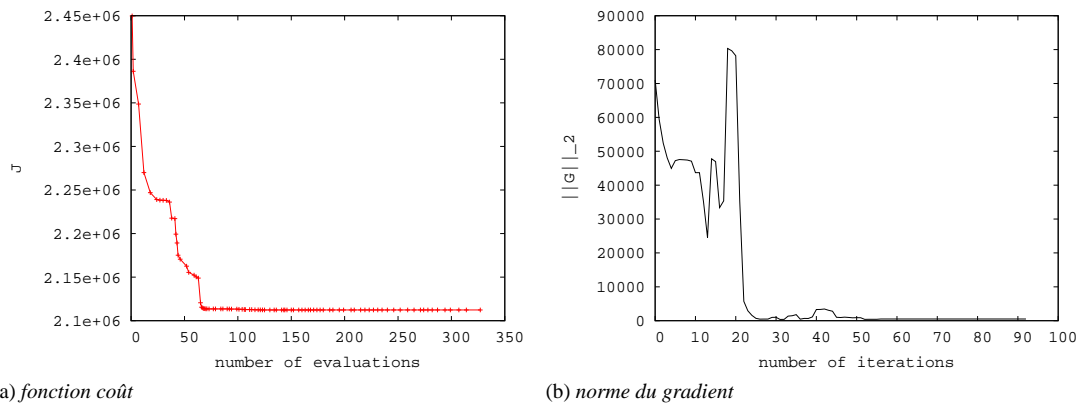 2.45e+06
2.4e+06
2.35e+06
2.3e+06
2.25e+06
2.2e+06
2.15e+06
2.1e+06
J
0 50 100 150 200 250 300 350
number of evaluations
a) fonction coût
90000
80000
70000
60000
50000
40000
30000
20000
10000
0
||G||_2
0 10 20 30 40 50 60 70 80 90 100
number of iterations
(b) norme du gradient